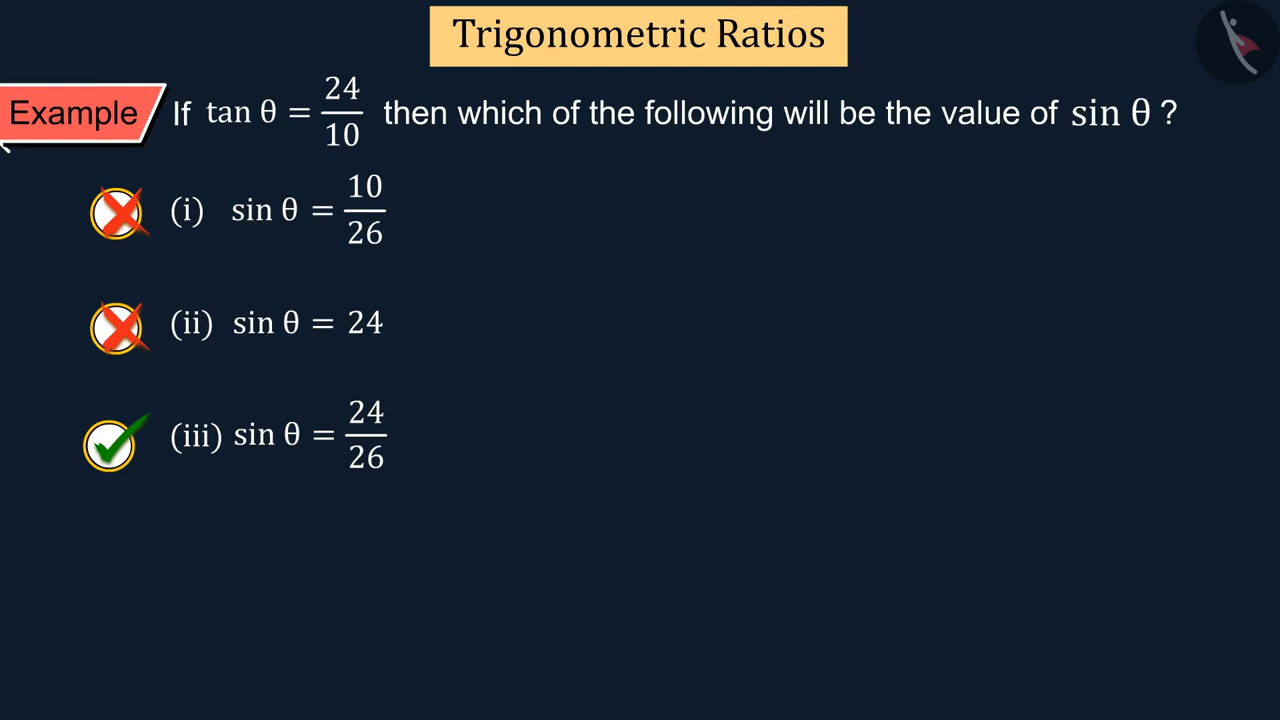 Trigonometric Ratios
Example If tan θ = 24/10 then which of the following will be the value of sin θ ?
(i) sin θ = 10/26
(ii) sin θ = 24
(iii) sin θ = 24/26